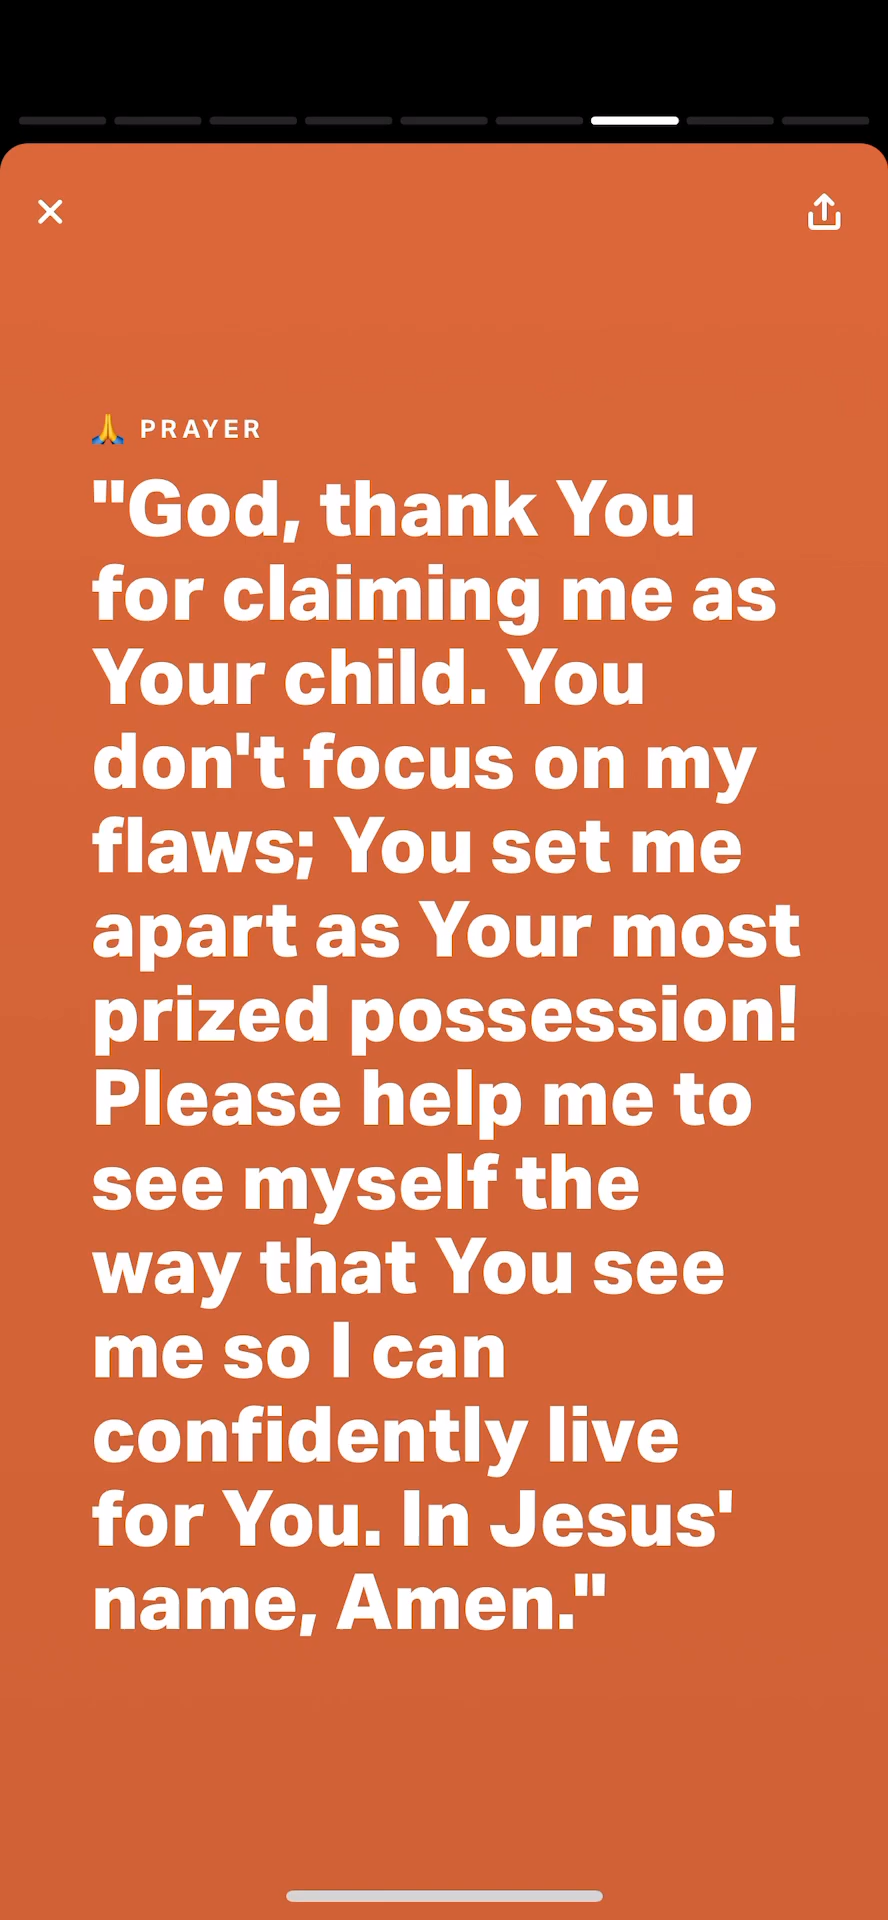 🙏 PRAYER
"God, thank You
for claiming me as
Your child. You
don't focus on my
flaws; You set me
apart as Your most
prized possession!
Please help me to
see myself the
way that You see
me so I can
confidently live
for You. In Jesus'
name, Amen."